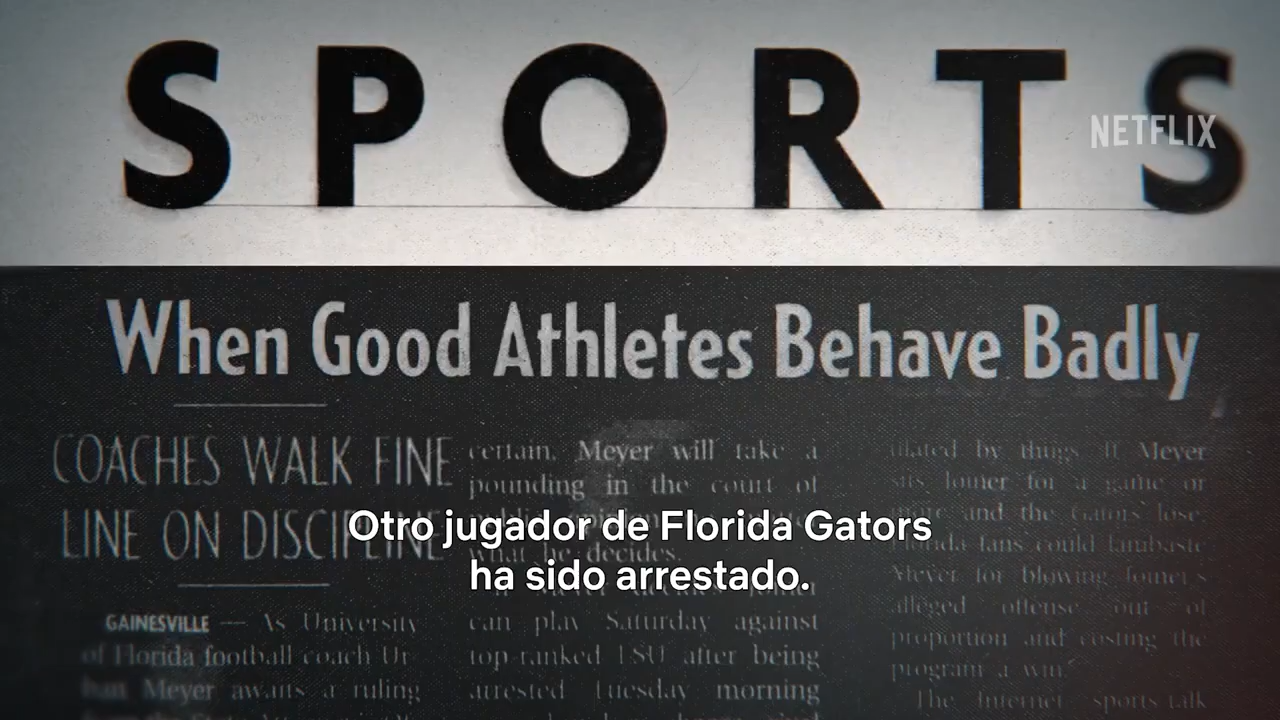 SPORTS
NETFLIX
When Good Athletes Behave Badly
COACHES WALK FINE
LINE ON DISCIPLINE
GAINESVILLE — As University
of Florida football coach Ur
ban Meyer awaits a ruling
certain, Meyer will take a
pounding in the court of
what he decides.
can play Saturday against
top-ranked LSU after being
arrested Tuesday morning
by things. If Meyer
sits Joiner for a game or
and the Gators lose,
Florida fans could lambaste
Meyer for blowing Joiner's
alleged offense out of
proportion and costing the
program a win.
The Internet, sports-talk
Otro jugador de Florida Gators
ha sido arrestado.